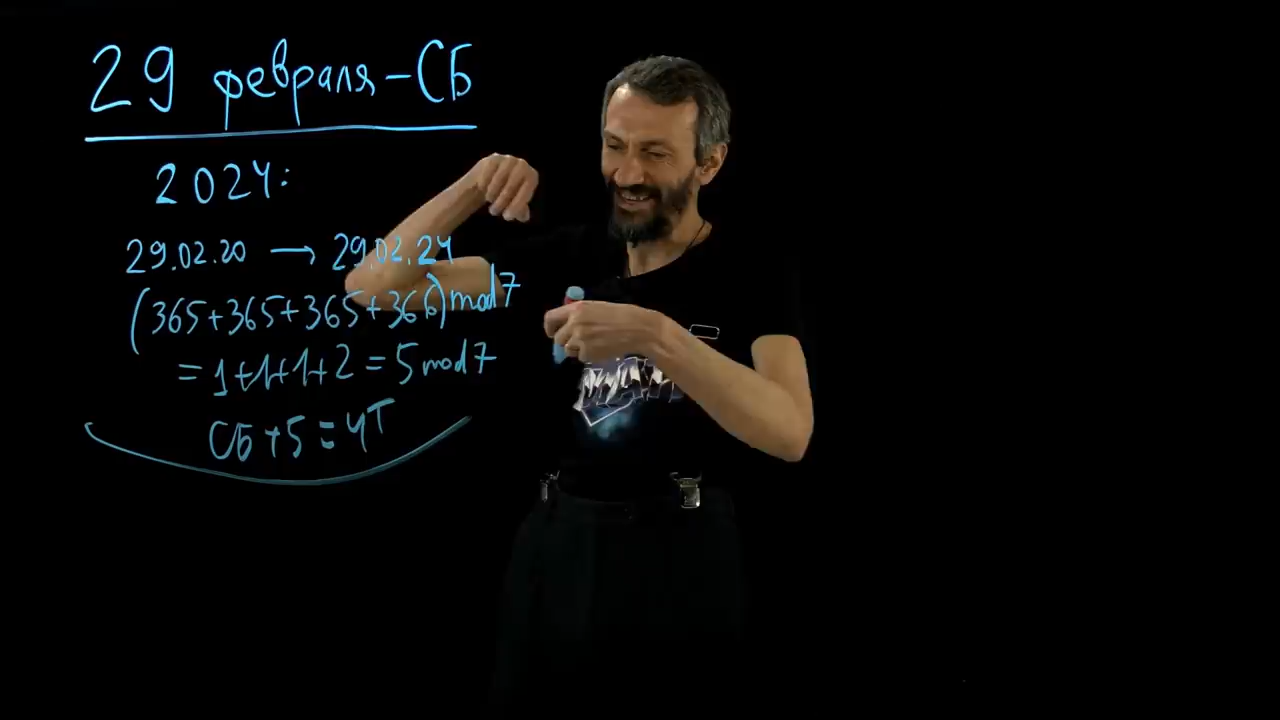 29 февраля - СБ
2024:
29.02.20 → 29.02.24
(365+365+365+366) mod 7
= 1+1+1+2 = 5 mod 7
СБ + 5 = ЧТ